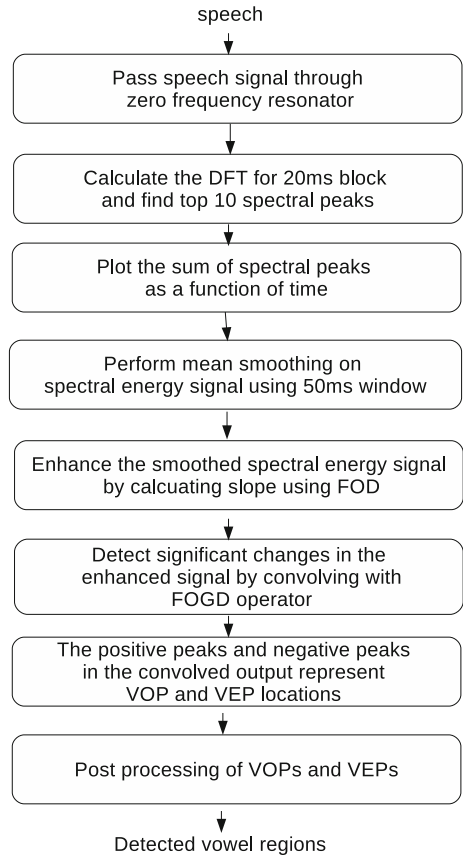 speech
Pass speech signal through
zero frequency resonator
Calculate the DFT for 20ms block
and find top 10 spectral peaks
Plot the sum of spectral peaks
as a function of time
Perform mean smoothing on
spectral energy signal using 50ms window
Enhance the smoothed spectral energy signal
by calcuating slope using FOD
Detect significant changes in the
enhanced signal by convolving with
FOGD operator
The positive peaks and negative peaks
in the convolved output represent
VOP and VEP locations
Post processing of VOPs and VEPs
Detected vowel regions